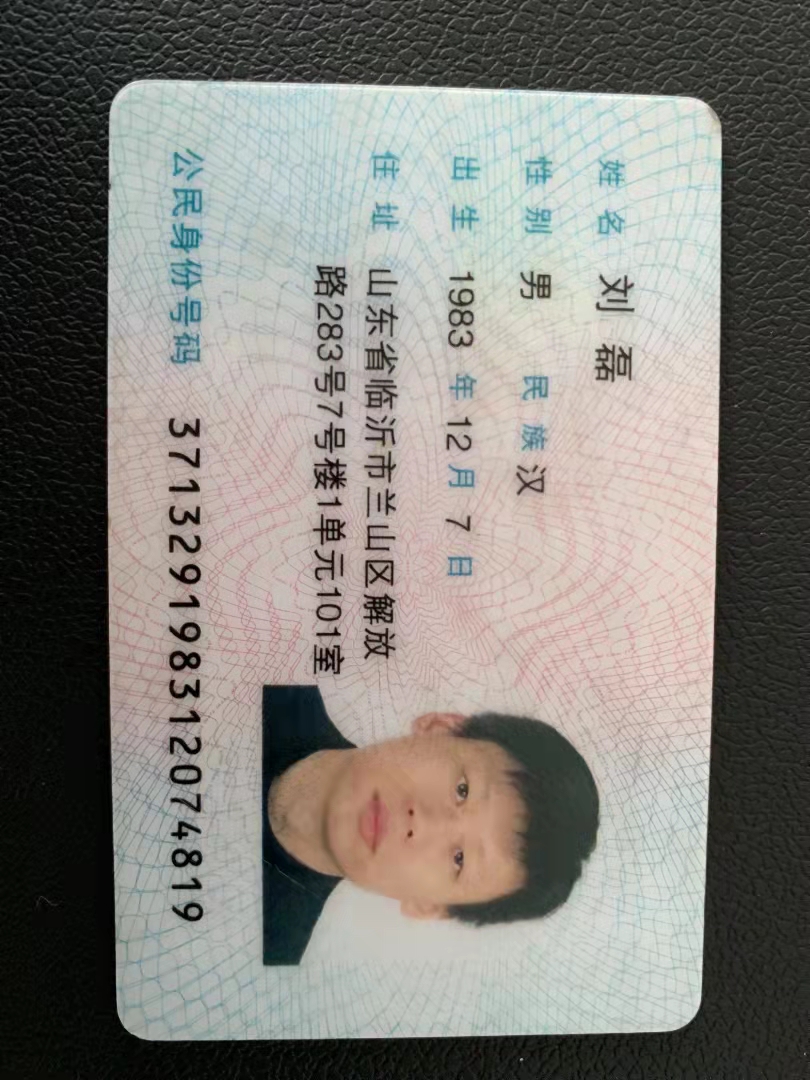 姓名 刘磊
性别 男 民族 汉
出生 1983 年 12 月 7 日
住址 山东省临沂市兰山区解放
路283号7号楼1单元101室
公民身份号码 371329198312074819